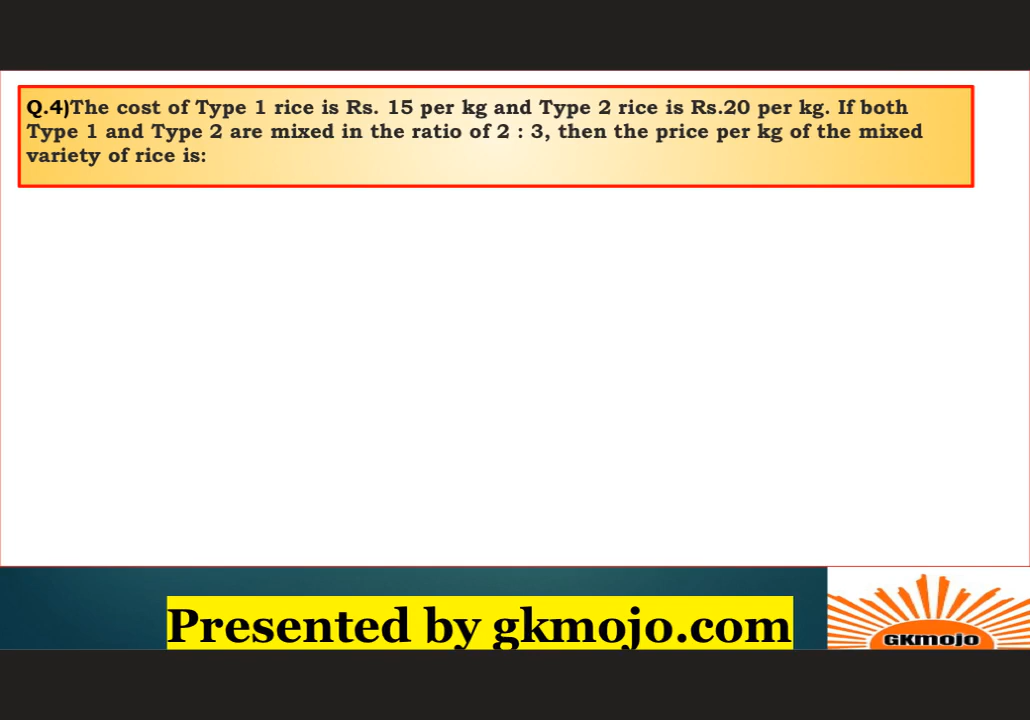 Q.4)The cost of Type 1 rice is Rs. 15 per kg and Type 2 rice is Rs.20 per kg. If both
Type 1 and Type 2 are mixed in the ratio of 2 : 3, then the price per kg of the mixed
variety of rice is:
Presented by gkmojo.com
GKmojo